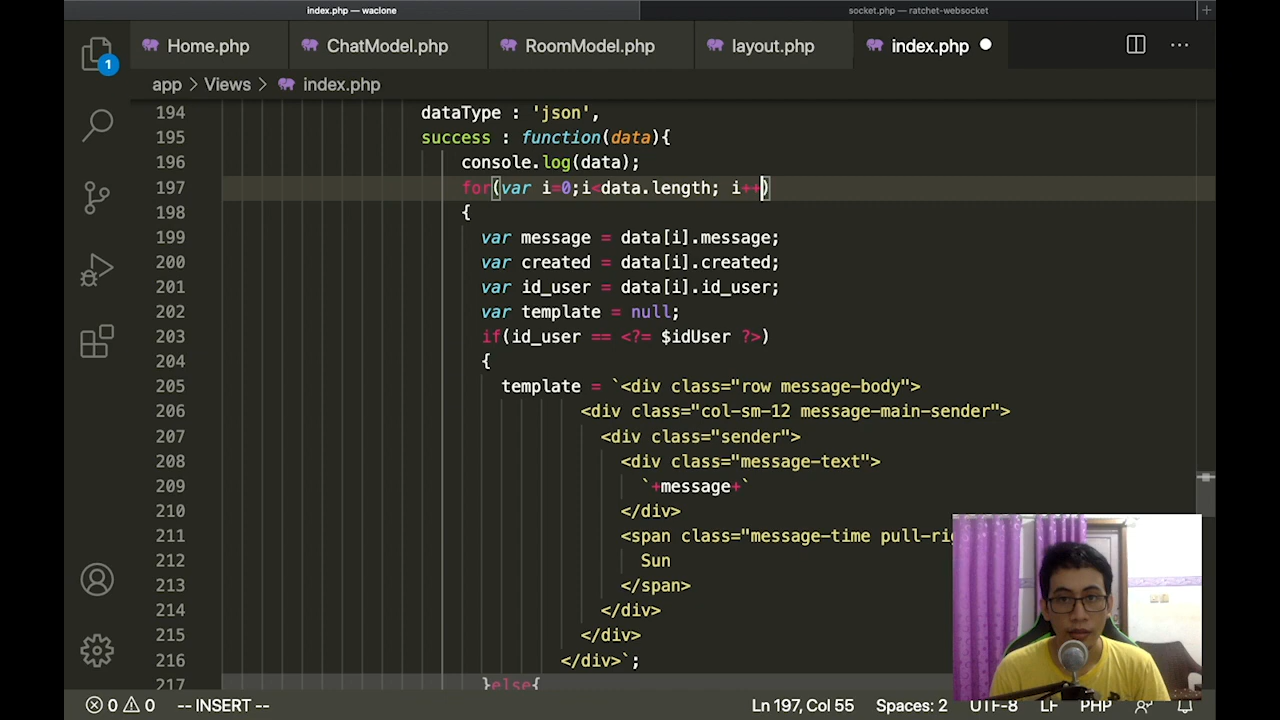 index.php — waclone
socket.php — ratchet-websocket
Home.php
ChatModel.php
RoomModel.php
layout.php
index.php
1
app > Views > index.php
194 dataType : 'json',
195 success : function(data){
196 console.log(data);
197 for(var i=0;i<data.length; i++)
198 {
199 var message = data[i].message;
200 var created = data[i].created;
201 var id_user = data[i].id_user;
202 var template = null;
203 if(id_user == <?= $idUser ?>)
204 {
205 template = `<div class="row message-body">
206 <div class="col-sm-12 message-main-sender">
207 <div class="sender">
208 <div class="message-text">
209 `+message+`
210 </div>
211 <span class="message-time pull-
212 Sun
213 </span>
214 </div>
215 </div>
216 </div>`;
217 }else{
0 0 -- INSERT -- Ln 197, Col 55 Spaces: 2 UTF-8 LF PHP